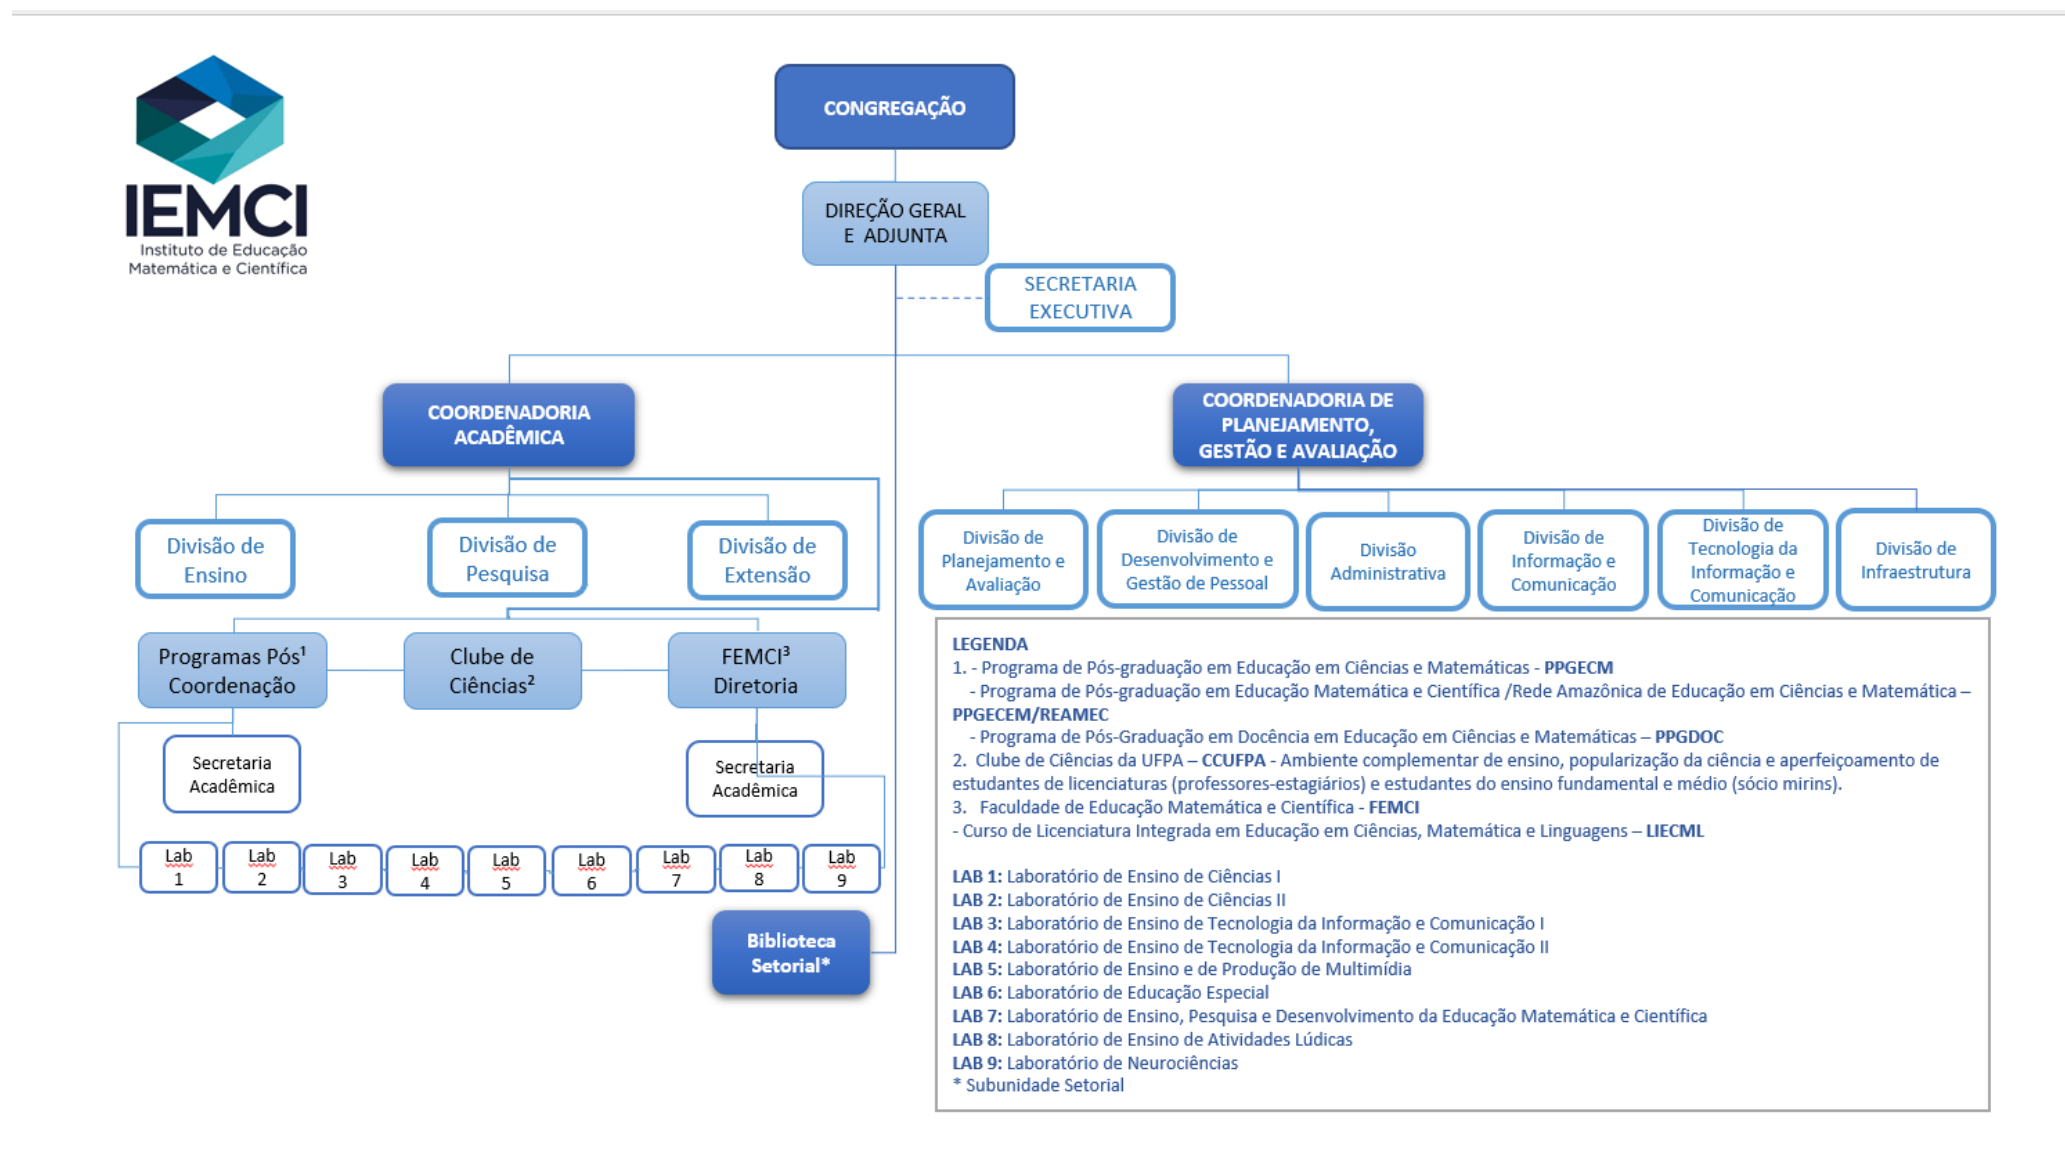 IEMCI
Instituto de Educação
Matemática e Científica
CONGREGAÇÃO
DIREÇÃO GERAL
E ADJUNTA
SECRETARIA
EXECUTIVA
COORDENADORIA
ACADÊMICA
COORDENADORIA DE
PLANEJAMENTO,
GESTÃO E AVALIAÇÃO
Divisão de
Ensino
Divisão de
Pesquisa
Divisão de
Extensão
Divisão de
Planejamento e
Avaliação
Divisão de
Desenvolvimento e
Gestão de Pessoal
Divisão
Administrativa
Divisão de
Informação e
Comunicação
Divisão de
Tecnologia da
Informação e
Comunicação
Divisão de
Infraestrutura
Programas Pós¹
Coordenação
Clube de
Ciências²
FEMCI³
Diretoria
Secretaria
Acadêmica
Secretaria
Acadêmica
Lab
1
Lab
2
Lab
3
Lab
4
Lab
5
Lab
6
Lab
7
Lab
8
Lab
9
Biblioteca
Setorial*
LEGENDA
1. - Programa de Pós-graduação em Educação em Ciências e Matemáticas - PPGECM
- Programa de Pós-graduação em Educação Matemática e Científica /Rede Amazônica de Educação em Ciências e Matemática –
PPGECEM/REAMEC
- Programa de Pós-Graduação em Docência em Educação em Ciências e Matemáticas – PPGDOC
2. Clube de Ciências da UFPA – CCUFPA - Ambiente complementar de ensino, popularização da ciência e aperfeiçoamento de
estudantes de licenciaturas (professores-estagiários) e estudantes do ensino fundamental e médio (sócio mirins).
3. Faculdade de Educação Matemática e Científica - FEMCI
- Curso de Licenciatura Integrada em Educação em Ciências, Matemática e Linguagens – LIECML
LAB 1: Laboratório de Ensino de Ciências I
LAB 2: Laboratório de Ensino de Ciências II
LAB 3: Laboratório de Ensino de Tecnologia da Informação e Comunicação I
LAB 4: Laboratório de Ensino de Tecnologia da Informação e Comunicação II
LAB 5: Laboratório de Ensino e de Produção de Multimídia
LAB 6: Laboratório de Educação Especial
LAB 7: Laboratório de Ensino, Pesquisa e Desenvolvimento da Educação Matemática e Científica
LAB 8: Laboratório de Ensino de Atividades Lúdicas
LAB 9: Laboratório de Neurociências
* Subunidade Setorial